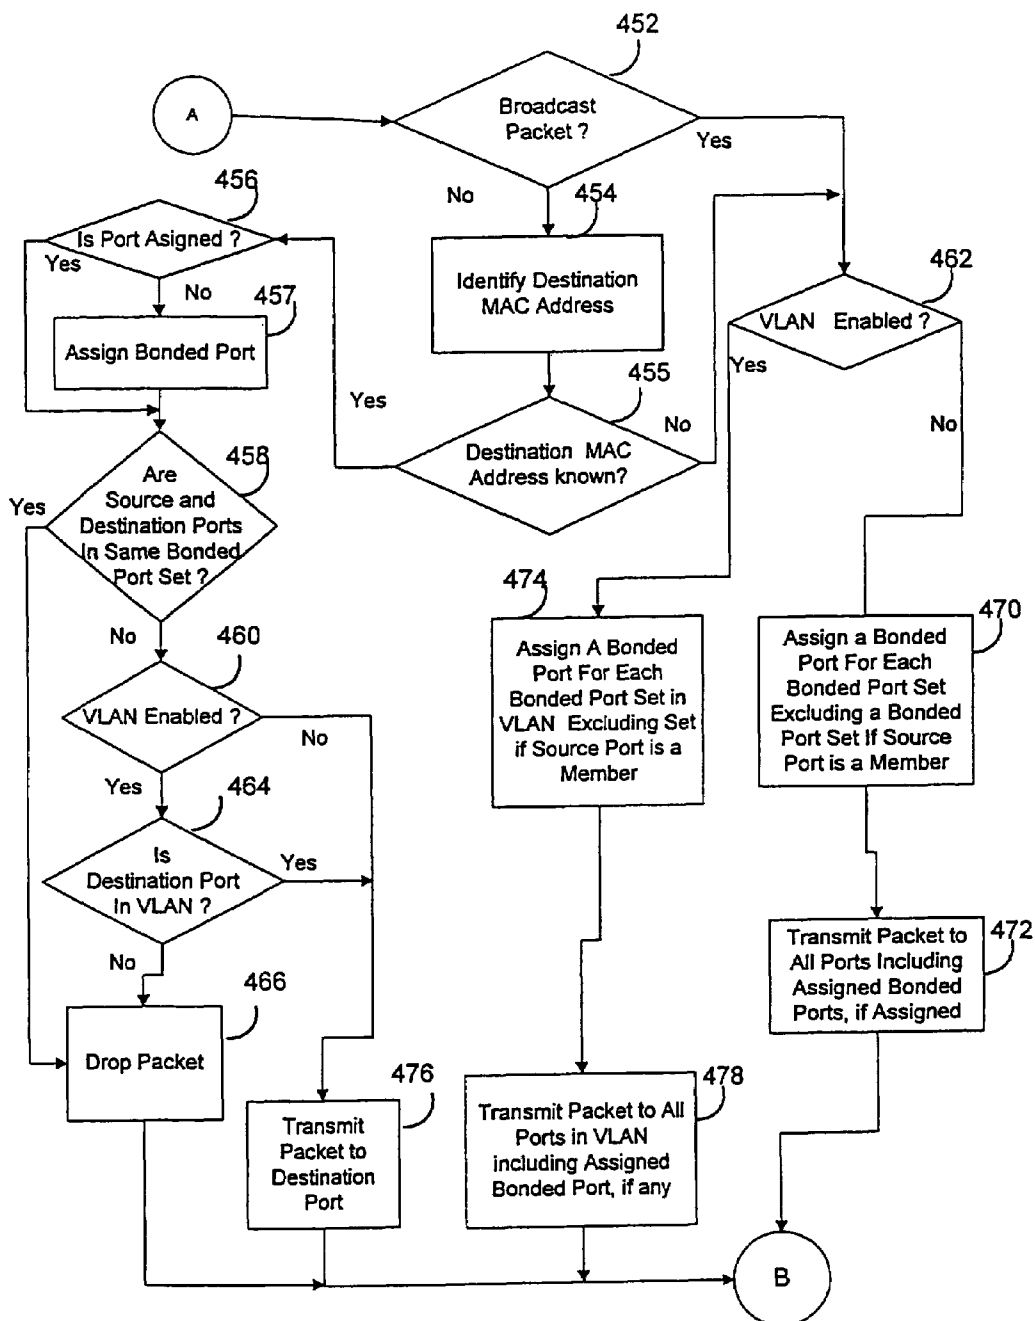 452
A
Broadcast
Packet ?
Yes
No
456
454
Is Port Asigned ?
Yes
No
Identify Destination
MAC Address
462
VLAN Enabled ?
Yes
No
457
Assign Bonded Port
455
Yes
No
Destination MAC
Address known?
458
Yes
Are
Source and
Destination Ports
In Same Bonded
Port Set ?
No
460
VLAN Enabled ?
No
Yes
464
Is
Destination Port
In VLAN ?
Yes
No
466
Drop Packet
474
Assign A Bonded
Port For Each
Bonded Port Set in
VLAN Excluding Set
if Source Port is a
Member
470
Assign a Bonded
Port For Each
Bonded Port Set
Excluding a Bonded
Port Set If Source
Port is a Member
472
Transmit Packet to
All Ports Including
Assigned Bonded
Ports, if Assigned
476
Transmit
Packet to
Destination
Port
478
Transmit Packet to All
Ports in VLAN
including Assigned
Bonded Port, if any
B